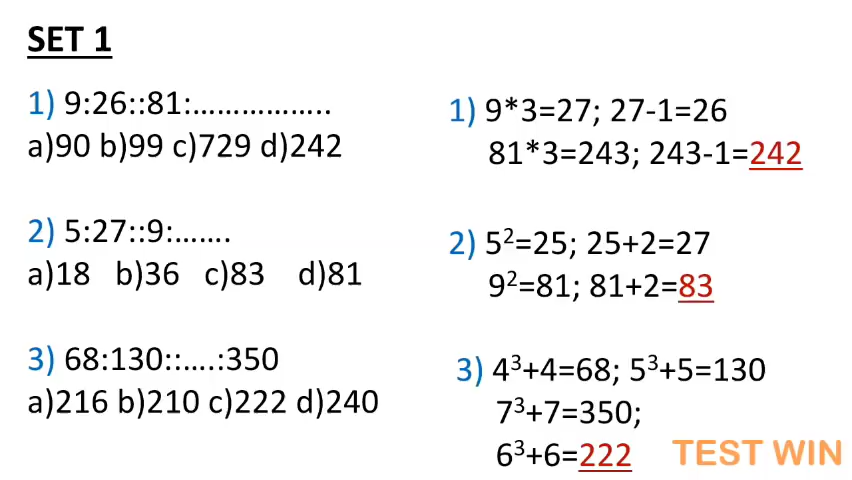 SET 1
1) 9:26::81:……………..
a)90 b)99 c)729 d)242
2) 5:27::9:…….
a)18 b)36 c)83 d)81
3) 68:130::….:350
a)216 b)210 c)222 d)240
1) 9*3=27; 27-1=26
81*3=243; 243-1=242
2) 5²=25; 25+2=27
9²=81; 81+2=83
3) 4³+4=68; 5³+5=130
7³+7=350;
6³+6=222
TEST WIN